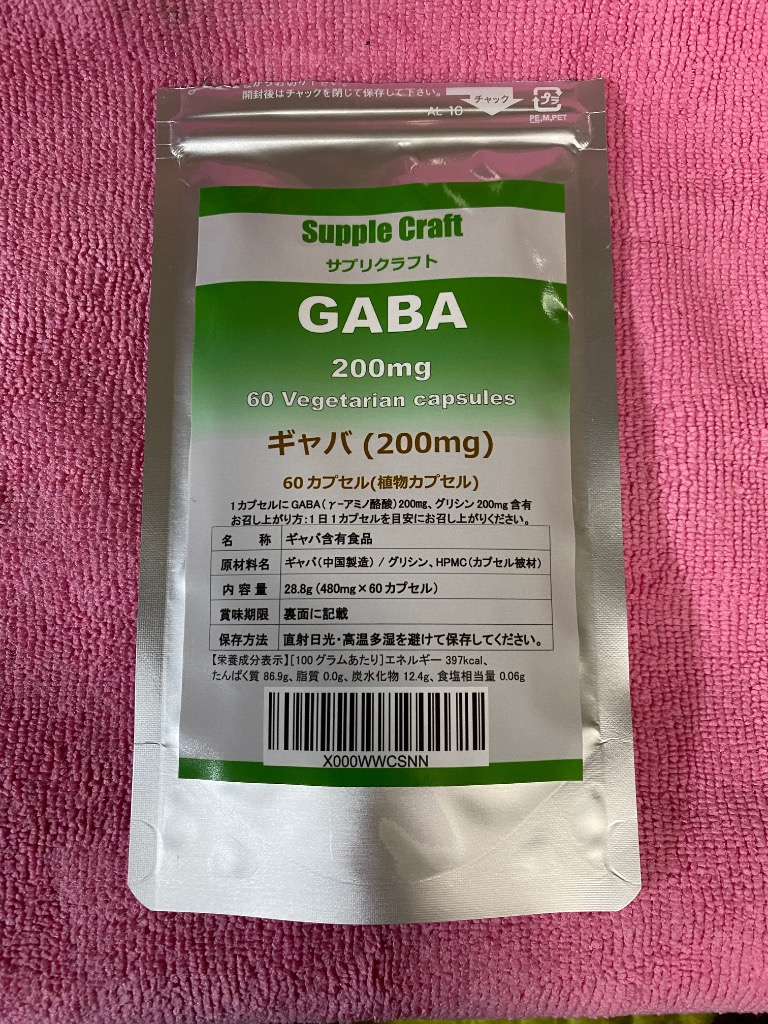 開封後はチャックを閉じて保存して下さい。
チャック
プラ
AL 10
PE,M,PET
Supple Craft
サプリクラフト
GABA
200mg
60 Vegetarian capsules
ギャバ (200mg)
60カプセル(植物カプセル)
1カプセルにGABA(γ-アミノ酪酸)200mg、グリシン200mg含有
お召し上がり方:1日1カプセルを目安にお召し上がりください。
名 称 ギャバ含有食品
原材料名 ギャバ(中国製造) / グリシン、HPMC(カプセル被材)
内容量 28.8g (480mg×60カプセル)
賞味期限 裏面に記載
保存方法 直射日光・高温多湿を避けて保存してください。
【栄養成分表示】[100グラムあたり]エネルギー 397kcal、
たんぱく質 86.9g、脂質 0.0g、炭水化物 12.4g、食塩相当量 0.06g
X000WWCSNN